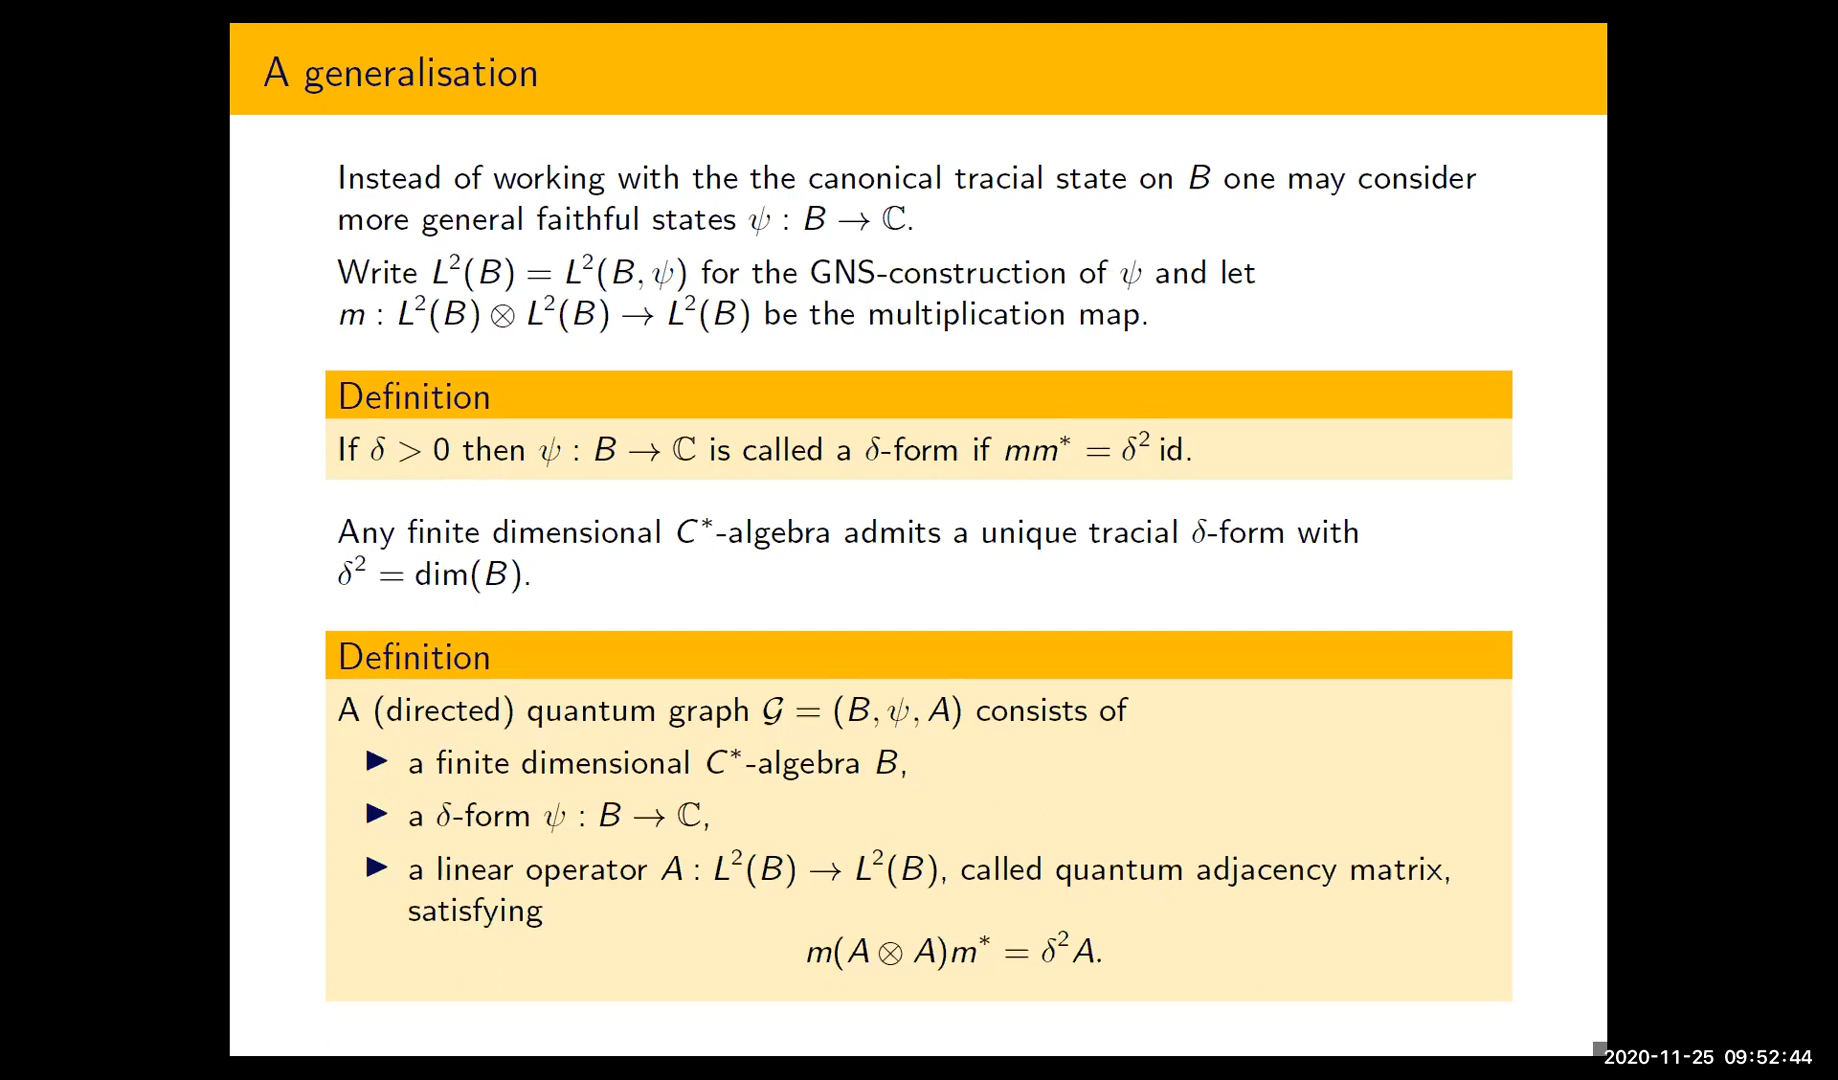 A generalisation
Instead of working with the the canonical tracial state on B one may consider
more general faithful states ψ : B → ℂ.
Write L²(B) = L²(B, ψ) for the GNS-construction of ψ and let
m : L²(B) ⊗ L²(B) → L²(B) be the multiplication map.
Definition
If δ > 0 then ψ : B → ℂ is called a δ-form if mm* = δ² id.
Any finite dimensional C*-algebra admits a unique tracial δ-form with
δ² = dim(B).
Definition
A (directed) quantum graph 𝒢 = (B, ψ, A) consists of
▶ a finite dimensional C*-algebra B,
▶ a δ-form ψ : B → ℂ,
▶ a linear operator A : L²(B) → L²(B), called quantum adjacency matrix,
satisfying
m(A ⊗ A)m* = δ²A.
2020-11-25 09:52:44